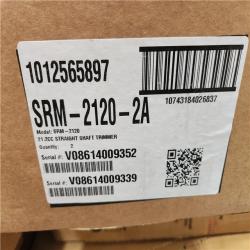 1012565897
10743184026837
SRM-2120-2A
Model: SRM-2120
21.2CC STRAIGHT SHAFT TRIMMER
Quantity: 2
Serial #: V08614009352
Serial #: V08614009339